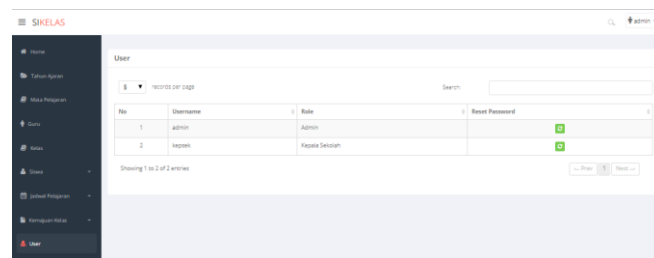 SIKELAS
admin
Home
Tahun Ajaran
Mata Pelajaran
Guru
Kelas
Siswa
Jadwal Pelajaran
Kemajuan Kelas
User
User
5 records per page
Search:
No Username Role Reset Password
1 admin Admin
2 kepsek Kepala Sekolah
Showing 1 to 2 of 2 entries
← Prev 1 Next →